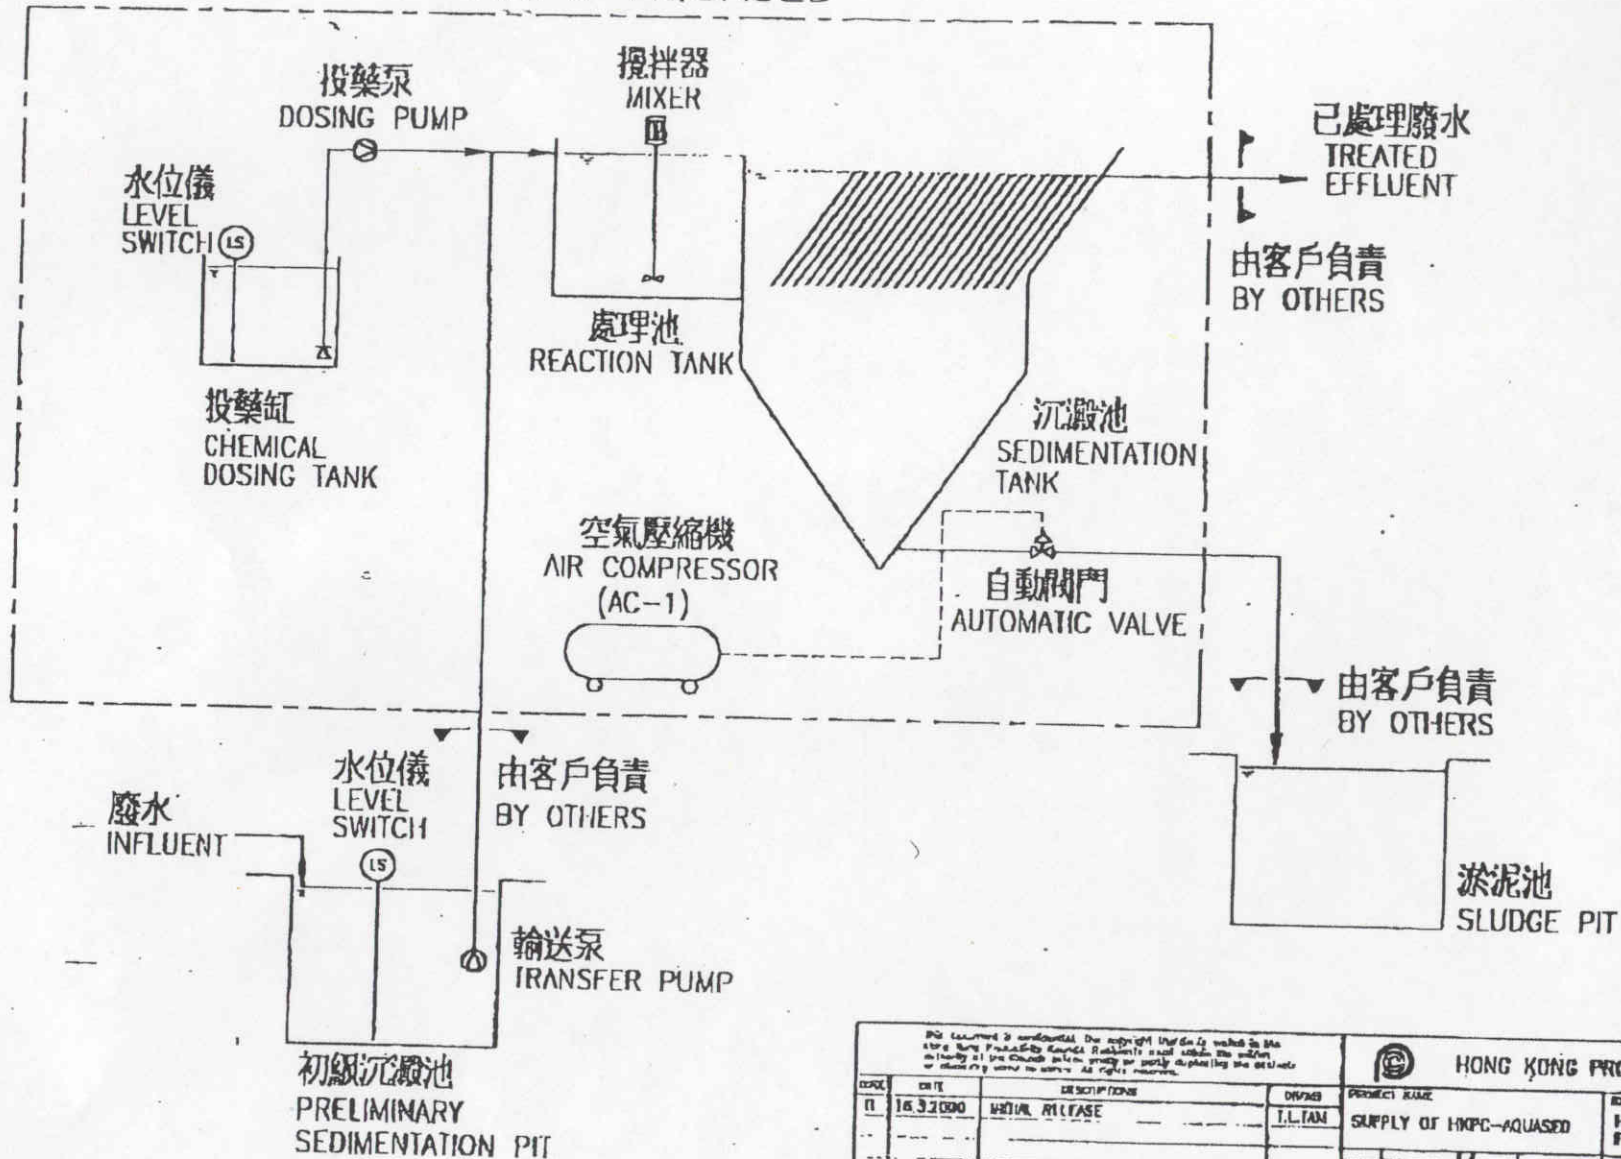 投藥泵
DOSING PUMP
攪拌器
MIXER
已處理廢水
TREATED
EFFLUENT
水位儀
LEVEL
SWITCH
LS
由客戶負責
BY OTHERS
處理池
REACTION TANK
投藥缸
CHEMICAL
DOSING TANK
沉澱池
SEDIMENTATION
TANK
空氣壓縮機
AIR COMPRESSOR
(AC-1)
自動閥門
AUTOMATIC VALVE
由客戶負責
BY OTHERS
水位儀
LEVEL
SWITCH
LS
由客戶負責
BY OTHERS
廢水
INFLUENT
淤泥池
SLUDGE PIT
輸送泵
TRANSFER PUMP
初級沉澱池
PRELIMINARY
SEDIMENTATION PIT
HONG KONG PRO
DATE
DESCRIPTIONS
PROJECT NAME
16.3.2000
INITIAL RELEASE
T.L.TAM
SUPPLY OF HKPC-AQUASED